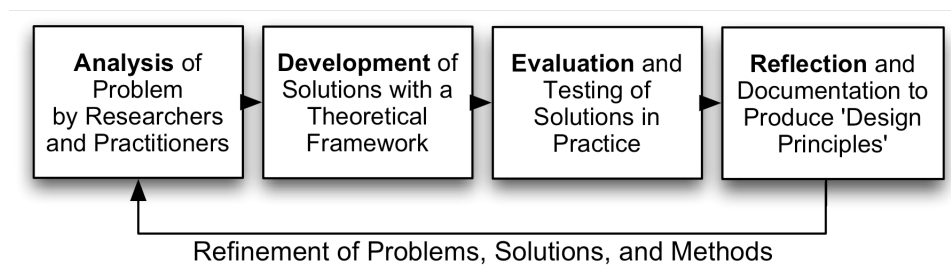 Analysis of
Problem
by Researchers
and Practitioners
Development of
Solutions with a
Theoretical
Framework
Evaluation and
Testing of
Solutions in
Practice
Reflection and
Documentation to
Produce 'Design
Principles'
Refinement of Problems, Solutions, and Methods